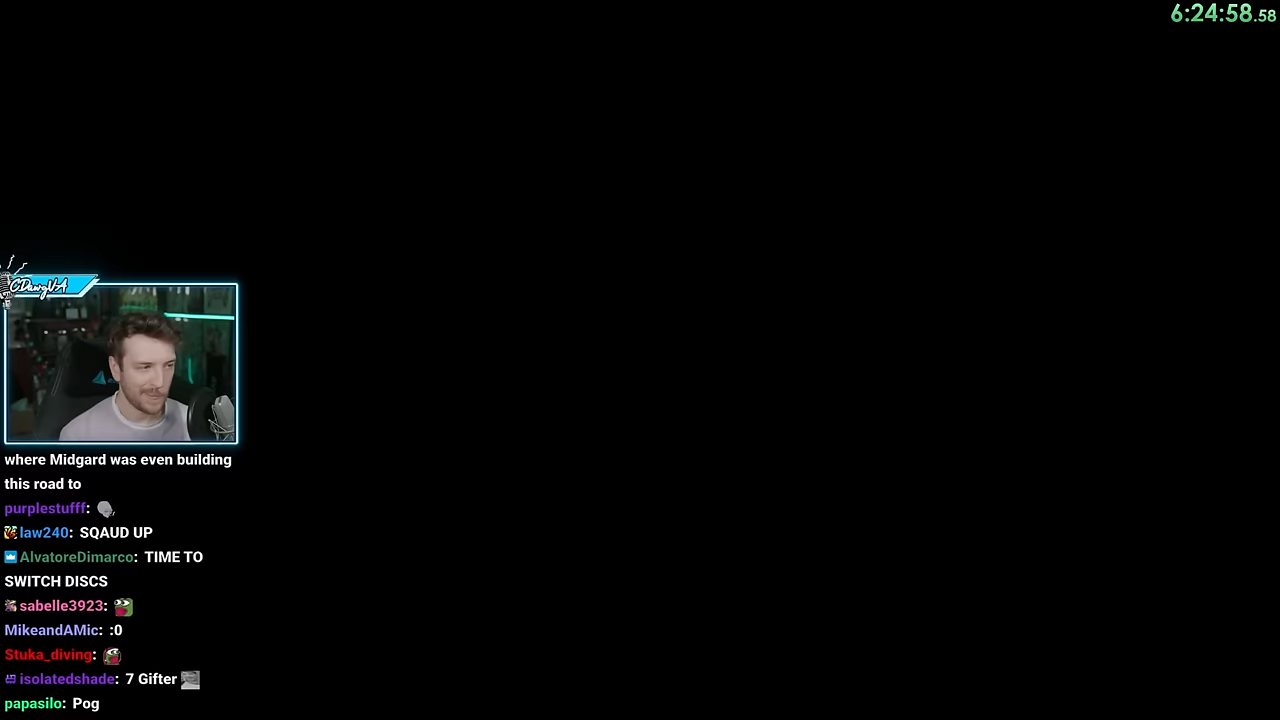 6:24:58.58
CDawgVA
where Midgard was even building
this road to
purplestufff:
law240: SQAUD UP
AlvatoreDimarco: TIME TO
SWITCH DISCS
sabelle3923:
MikeandAMic: :0
Stuka_diving:
isolatedshade: 7 Gifter
papasilo: Pog